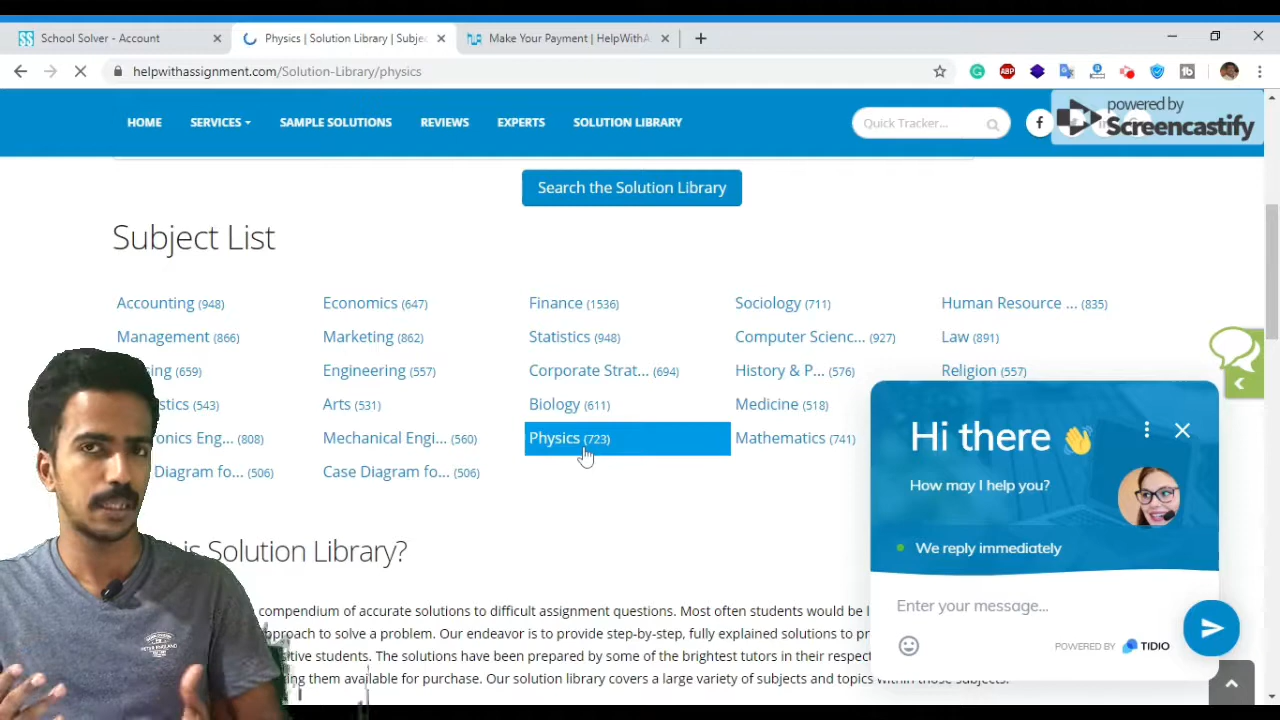 School Solver - Account
Physics | Solution Library | Subje
Make Your Payment | HelpWithA
helpwithassignment.com/Solution-Library/physics
ABP
HOME SERVICES SAMPLE SOLUTIONS REVIEWS EXPERTS SOLUTION LIBRARY
Quick Tracker...
powered by
Screencastify
Search the Solution Library
Subject List
Accounting (948) Economics (647) Finance (1536) Sociology (711) Human Resource ... (835)
Management (866) Marketing (862) Statistics (948) Computer Scienc... (927) Law (891)
(659) Engineering (557) Corporate Strat... (694) History & P... (576) Religion (557)
(543) Arts (531) Biology (611) Medicine (518)
Eng... (808) Mechanical Engi... (560) Physics (723) Mathematics (741)
Diagram fo... (506) Case Diagram fo... (506)
Solution Library?
compendium of accurate solutions to difficult assignment questions. Most often students would be
approach to solve a problem. Our endeavor is to provide step-by-step, fully explained solutions to
students. The solutions have been prepared by some of the brightest tutors in their
them available for purchase. Our solution library covers a large variety of subjects and topics within those subjects.
Hi there
How may I help you?
We reply immediately
Enter your message...
POWERED BY TIDIO